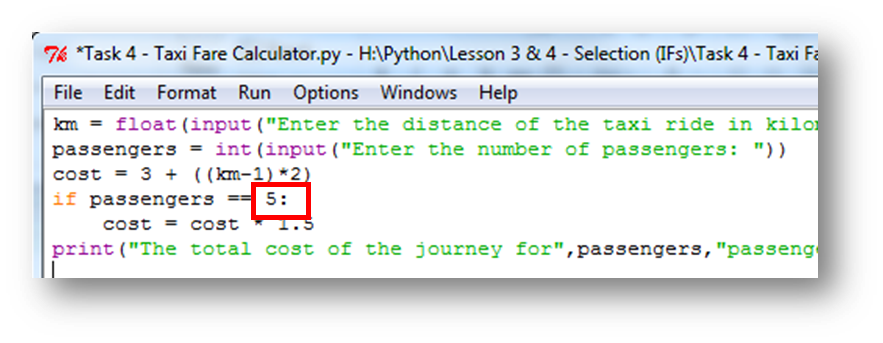 *Task 4 - Taxi Fare Calculator.py - H:\Python\Lesson 3 & 4 - Selection (IFs)\Task 4 - Taxi Fa
File Edit Format Run Options Windows Help
km = float(input("Enter the distance of the taxi ride in kilo
passengers = int(input("Enter the number of passengers: "))
cost = 3 + ((km-1)*2)
if passengers == 5:
    cost = cost * 1.5
print("The total cost of the journey for",passengers,"passeng